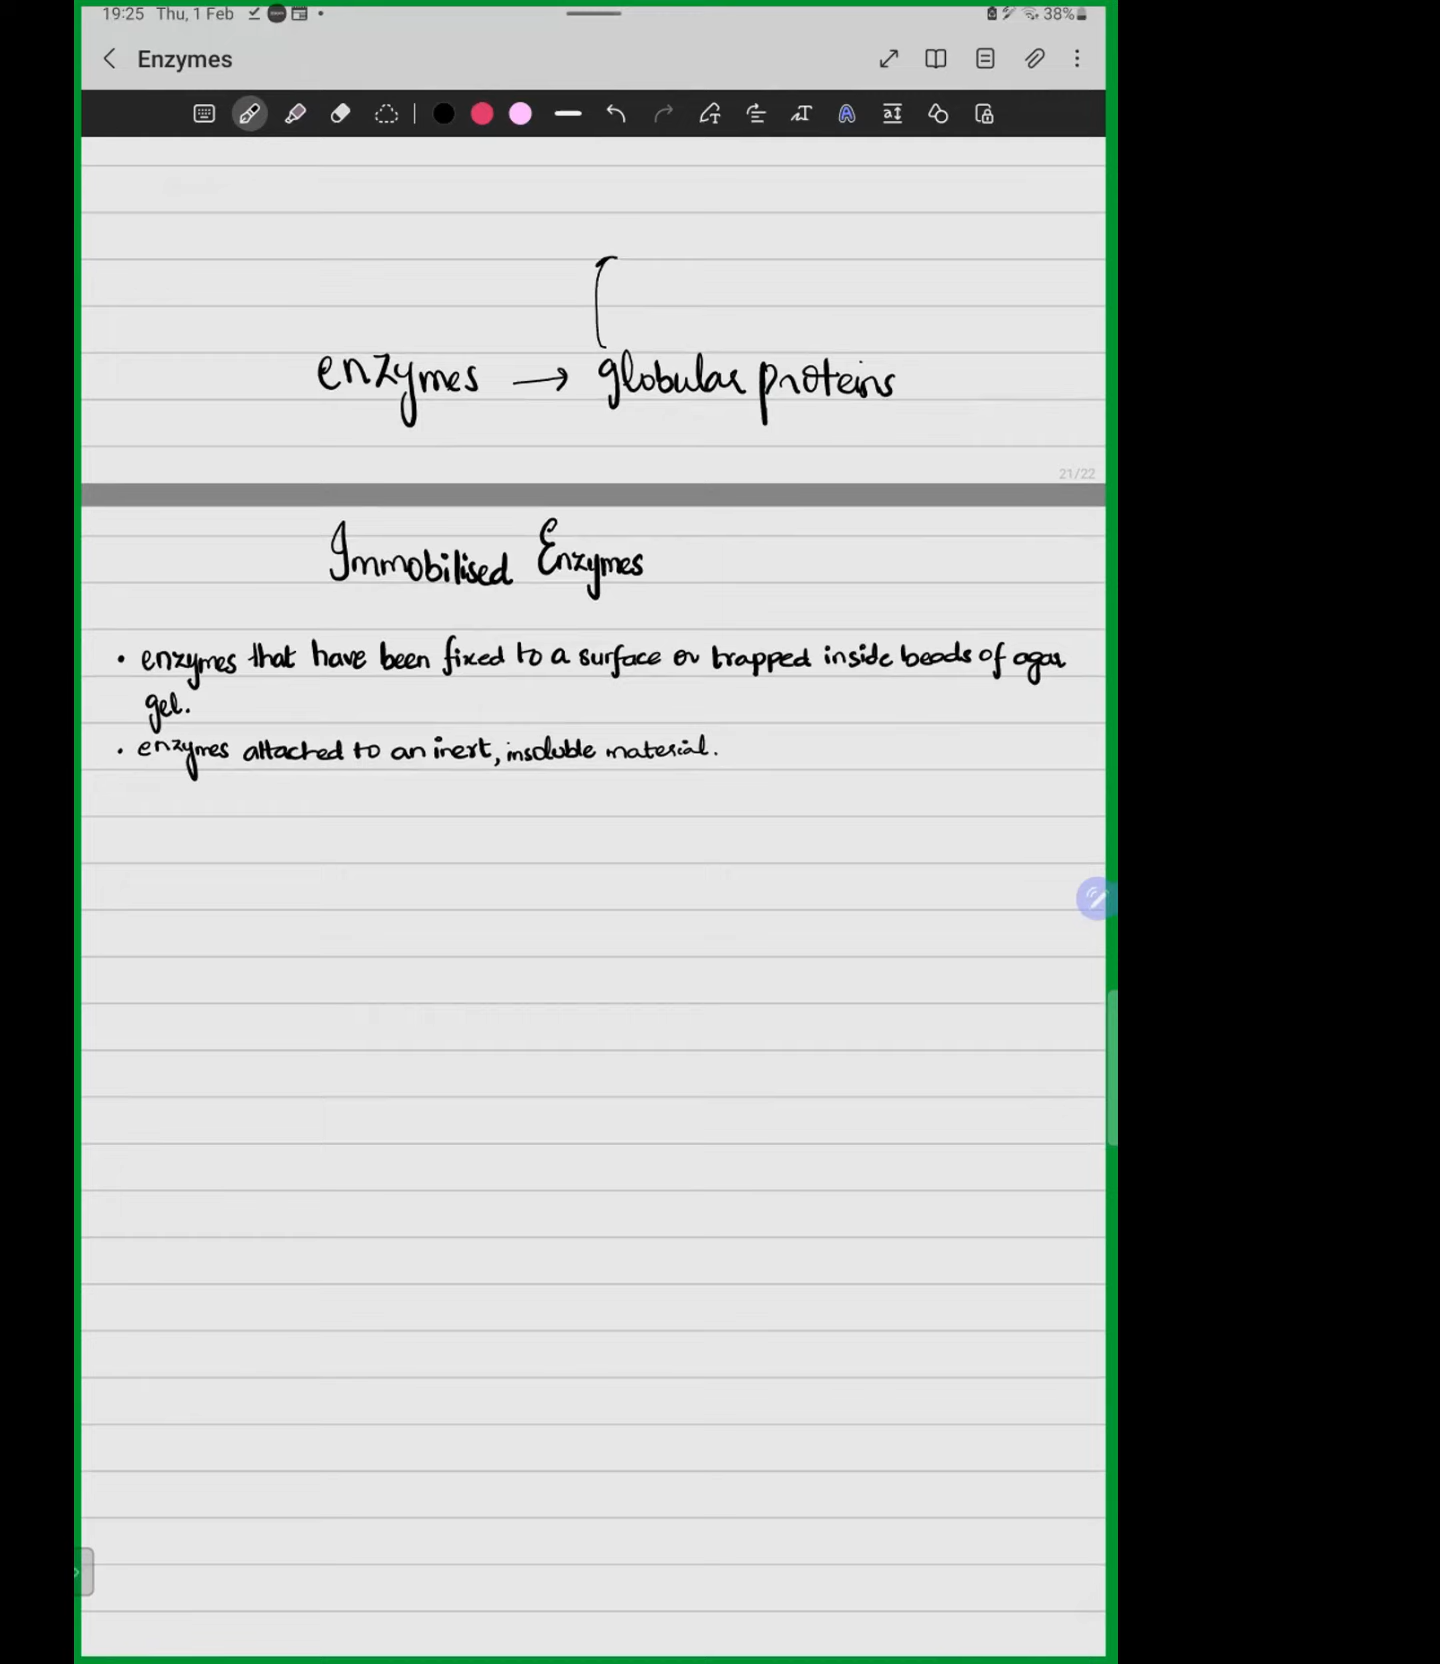 19:25 Thu, 1 Feb
38%
Enzymes
enzymes → globular proteins
21/22
Immobilised Enzymes
• enzymes that have been fixed to a surface or trapped inside beads of agar
gel.
• enzymes attached to an inert, insoluble material.